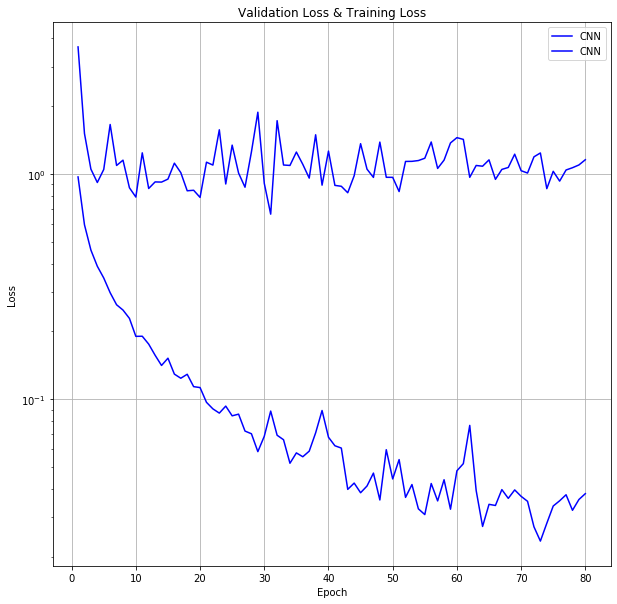 Validation Loss & Training Loss
CNN
CNN
10⁰
10⁻¹
Loss
0 10 20 30 40 50 60 70 80
Epoch